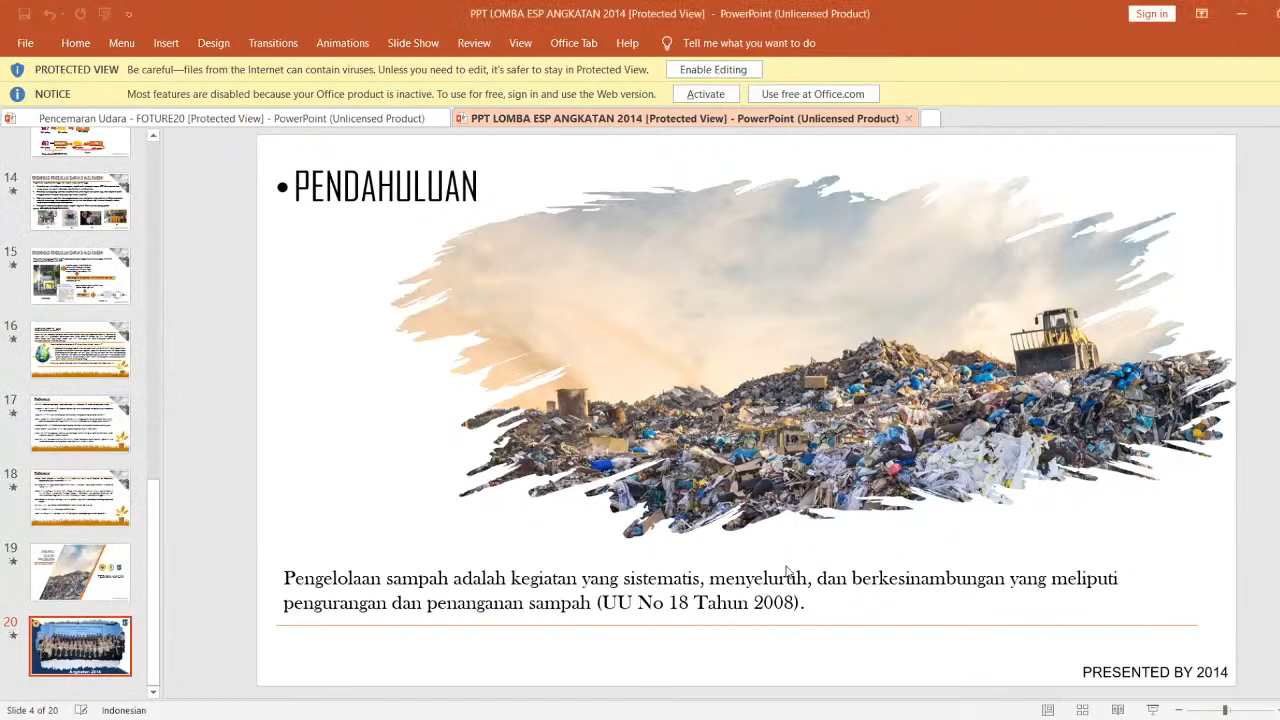 PPT LOMBA ESP ANGKATAN 2014 [Protected View] - PowerPoint (Unlicensed Product)
Sign in
File Home Menu Insert Design Transitions Animations Slide Show Review View Office Tab Help Tell me what you want to do
PROTECTED VIEW Be careful—files from the Internet can contain viruses. Unless you need to edit, it's safer to stay in Protected View. Enable Editing
NOTICE Most features are disabled because your Office product is inactive. To use for free, sign in and use the Web version. Activate Use free at Office.com
Pencemaran Udara - FOTURE20 [Protected View] - PowerPoint (Unlicensed Product) PPT LOMBA ESP ANGKATAN 2014 [Protected View] - PowerPoint (Unlicensed Product)
14
15
16
17
18
19
20
• PENDAHULUAN
Pengelolaan sampah adalah kegiatan yang sistematis, menyeluruh, dan berkesinambungan yang meliputi
pengurangan dan penanganan sampah (UU No 18 Tahun 2008).
PRESENTED BY 2014
Slide 4 of 20 Indonesian